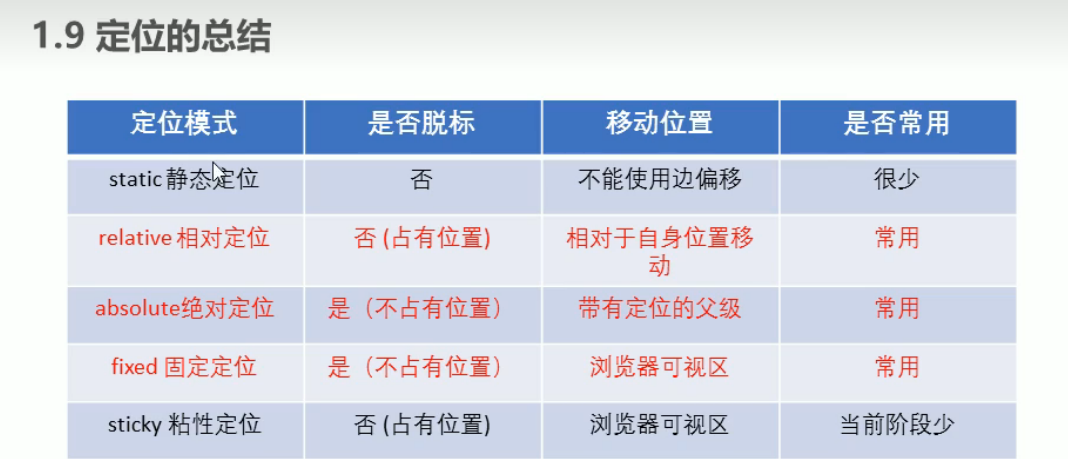 1.9 定位的总结
定位模式 是否脱标 移动位置 是否常用
static 静态定位 否 不能使用边偏移 很少
relative 相对定位 否 (占有位置) 相对于自身位置移
动 常用
absolute绝对定位 是（不占有位置） 带有定位的父级 常用
fixed 固定定位 是（不占有位置） 浏览器可视区 常用
sticky 粘性定位 否 (占有位置) 浏览器可视区 当前阶段少